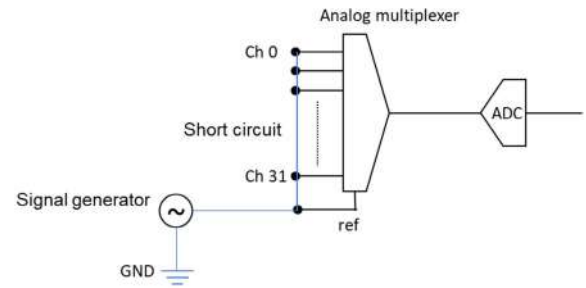 Analog multiplexer
Ch 0
ADC
Short circuit
Ch 31
Signal generator
~
ref
GND